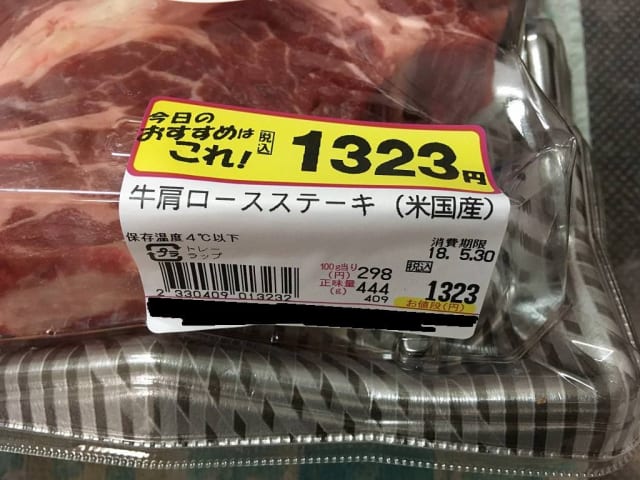 今日の
おすすめは
これ!
税込
1323円
牛肩ロースステーキ(米国産)
保存温度4℃以下
プラ
トレー
ラップ
消費期限
18. 5.30
100g当り
(円) 298
正味量
(g) 444
409
税込
1323
お値段(円)
2 330409 013232